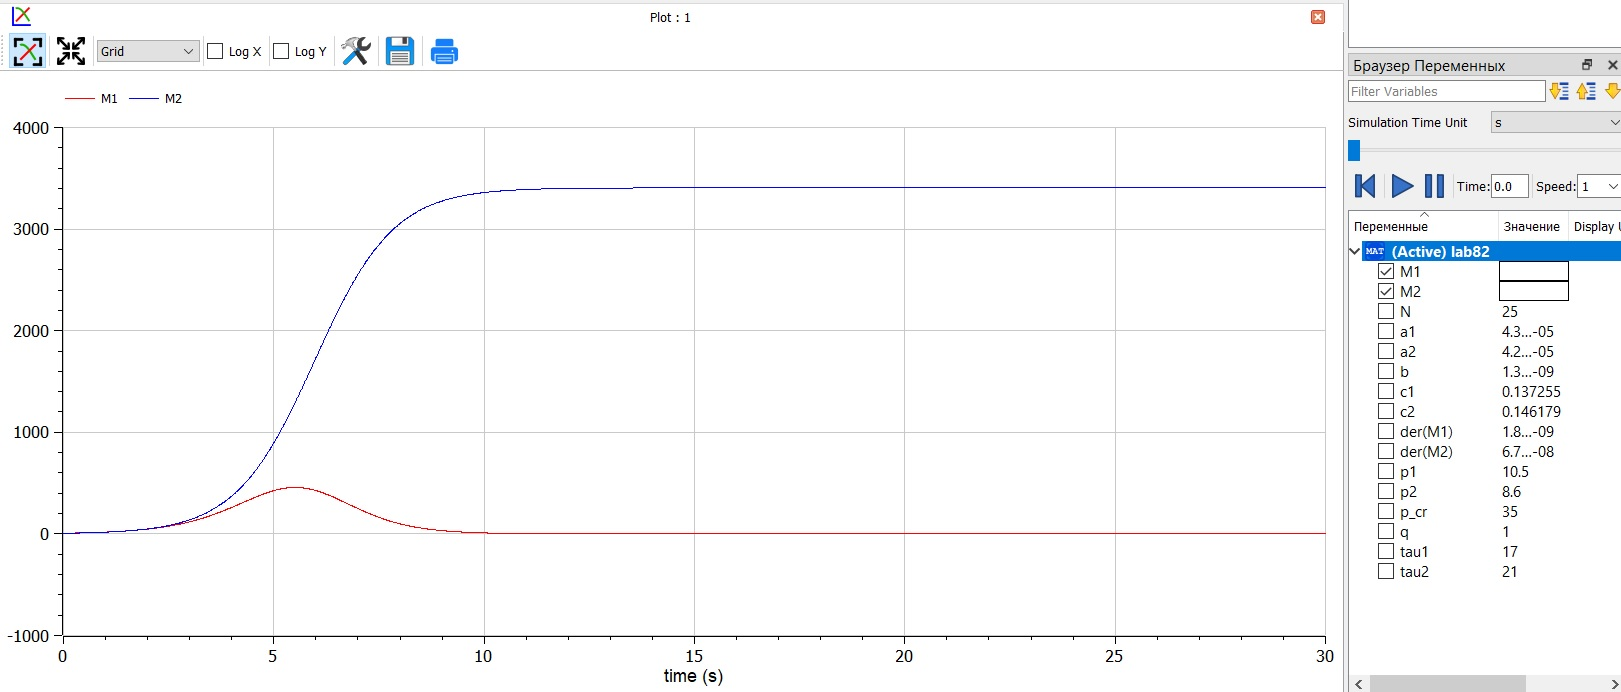 Plot : 1
Grid Log X Log Y
M1 M2
4000
3000
2000
1000
0
-1000
0 5 10 15 20 25 30
time (s)
Браузер Переменных
Filter Variables
Simulation Time Unit s
Time: 0.0 Speed: 1
Переменные Значение Display U
MAT (Active) lab82
M1
M2
N 25
a1 4.3...-05
a2 4.2...-05
b 1.3...-09
c1 0.137255
c2 0.146179
der(M1) 1.8...-09
der(M2) 6.7...-08
p1 10.5
p2 8.6
p_cr 35
q 1
tau1 17
tau2 21